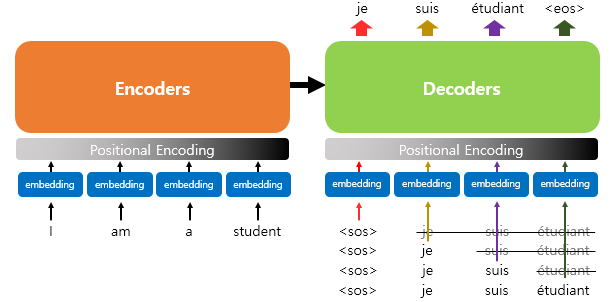 je suis étudiant <eos>
Encoders Decoders
Positional Encoding Positional Encoding
embedding embedding embedding embedding embedding embedding embedding embedding
I am a student <sos> je suis étudiant
<sos> je suis étudiant
<sos> je suis étudiant
<sos> je suis étudiant